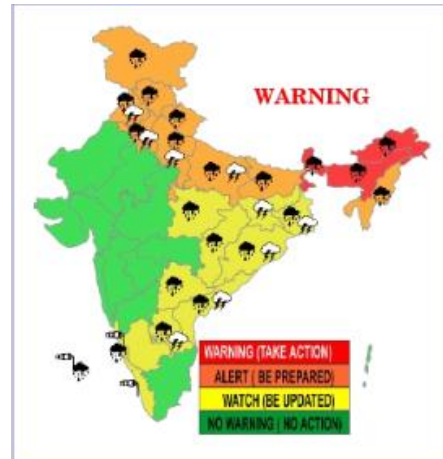 WARNING
WARNING (TAKE ACTION)
ALERT ( BE PREPARED)
WATCH (BE UPDATED)
NO WARNING ( NO ACTION)